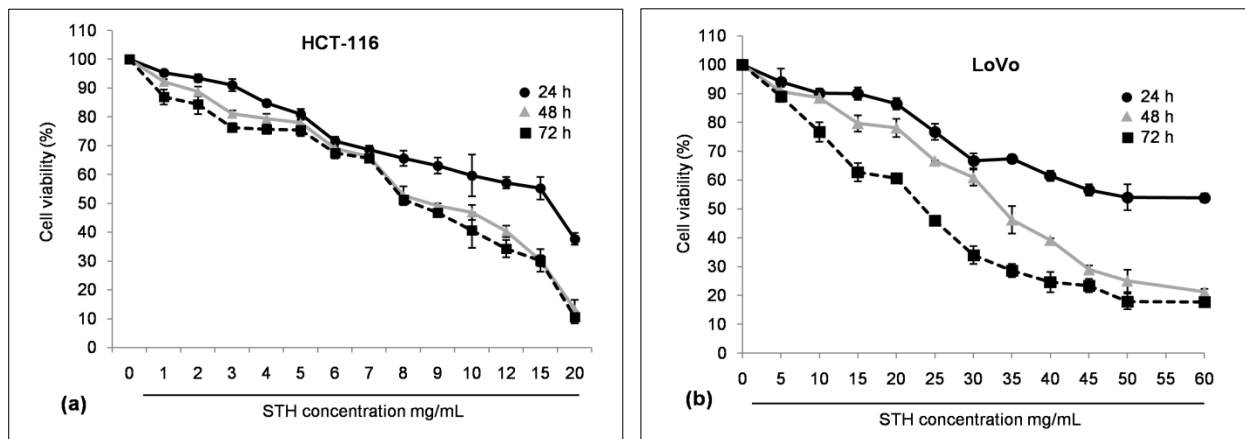 HCT-116
110
100
90
80
70
60
50
40
30
20
10
0
Cell viability (%)
24 h
48 h
72 h
0 1 2 3 4 5 6 7 8 9 10 12 15 20
(a)
STH concentration mg/mL
LoVo
110
100
90
80
70
60
50
40
30
20
10
0
Cell viability (%)
24 h
48 h
72 h
0 5 10 15 20 25 30 35 40 45 50 55 60
(b)
STH concentration mg/mL